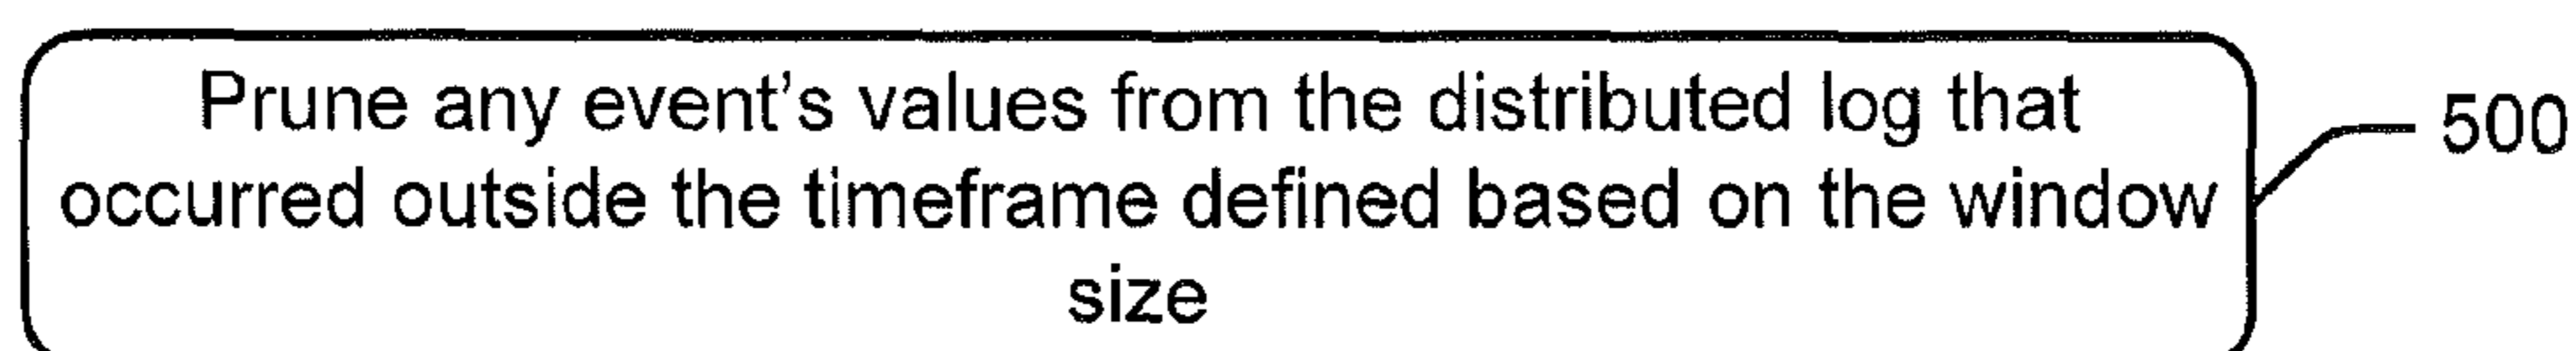 Prune any event's values from the distributed log that
occurred outside the timeframe defined based on the window
size
500